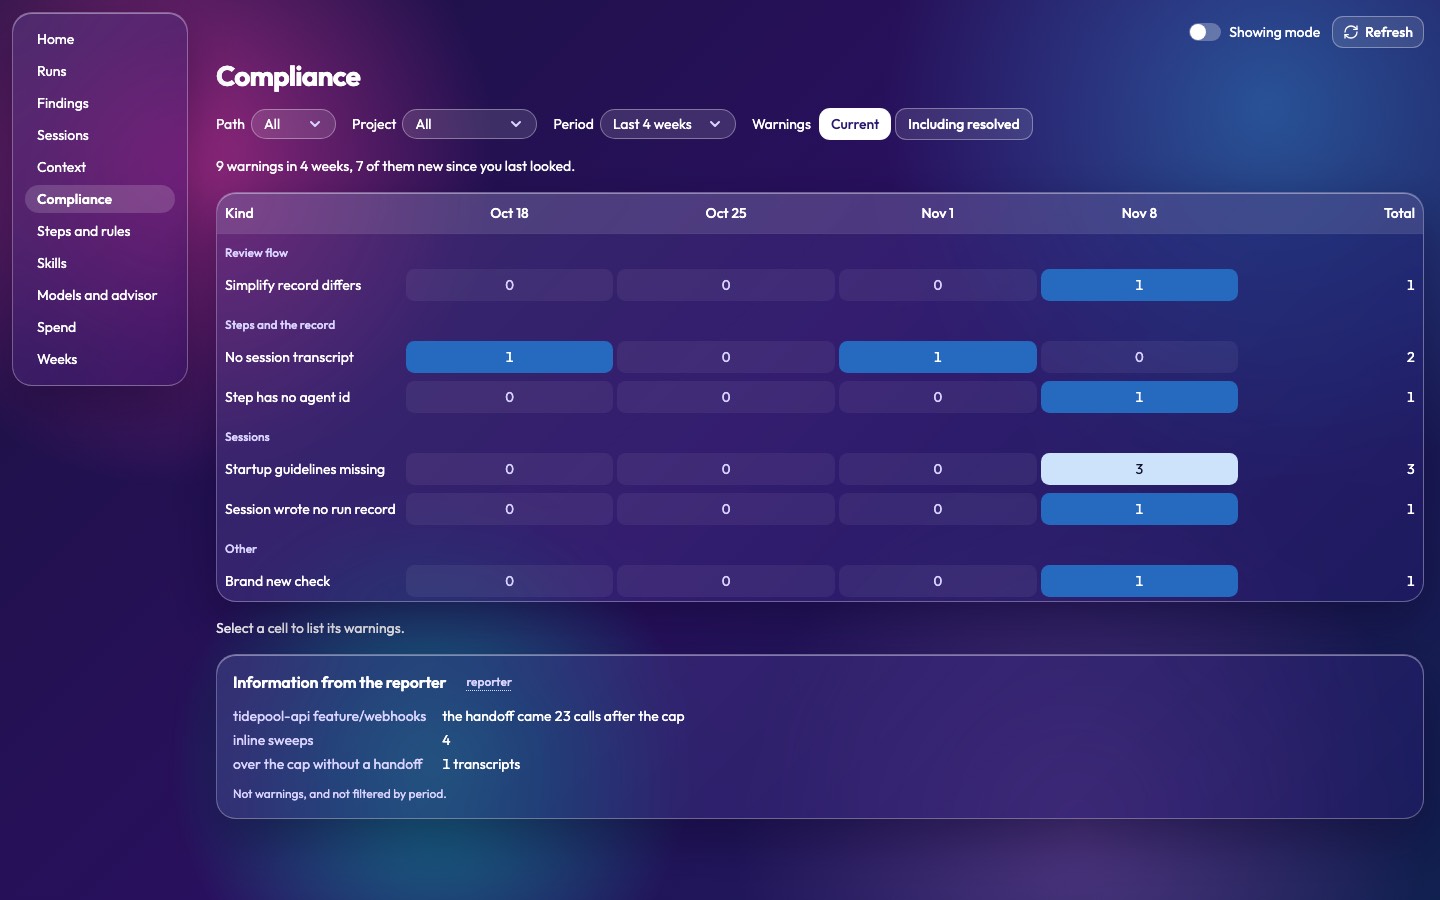 Home
Runs
Findings
Sessions
Context
Compliance
Steps and rules
Skills
Models and advisor
Spend
Weeks
Showing mode Refresh
Compliance
Path All Project All Period Last 4 weeks Warnings Current Including resolved
9 warnings in 4 weeks, 7 of them new since you last looked.
Kind Oct 18 Oct 25 Nov 1 Nov 8 Total
Review flow
Simplify record differs 0 0 0 1 1
Steps and the record
No session transcript 1 0 1 0 2
Step has no agent id 0 0 0 1 1
Sessions
Startup guidelines missing 0 0 0 3 3
Session wrote no run record 0 0 0 1 1
Other
Brand new check 0 0 0 1 1
Select a cell to list its warnings.
Information from the reporter reporter
tidepool-api feature/webhooks the handoff came 23 calls after the cap
inline sweeps 4
over the cap without a handoff 1 transcripts
Not warnings, and not filtered by period.